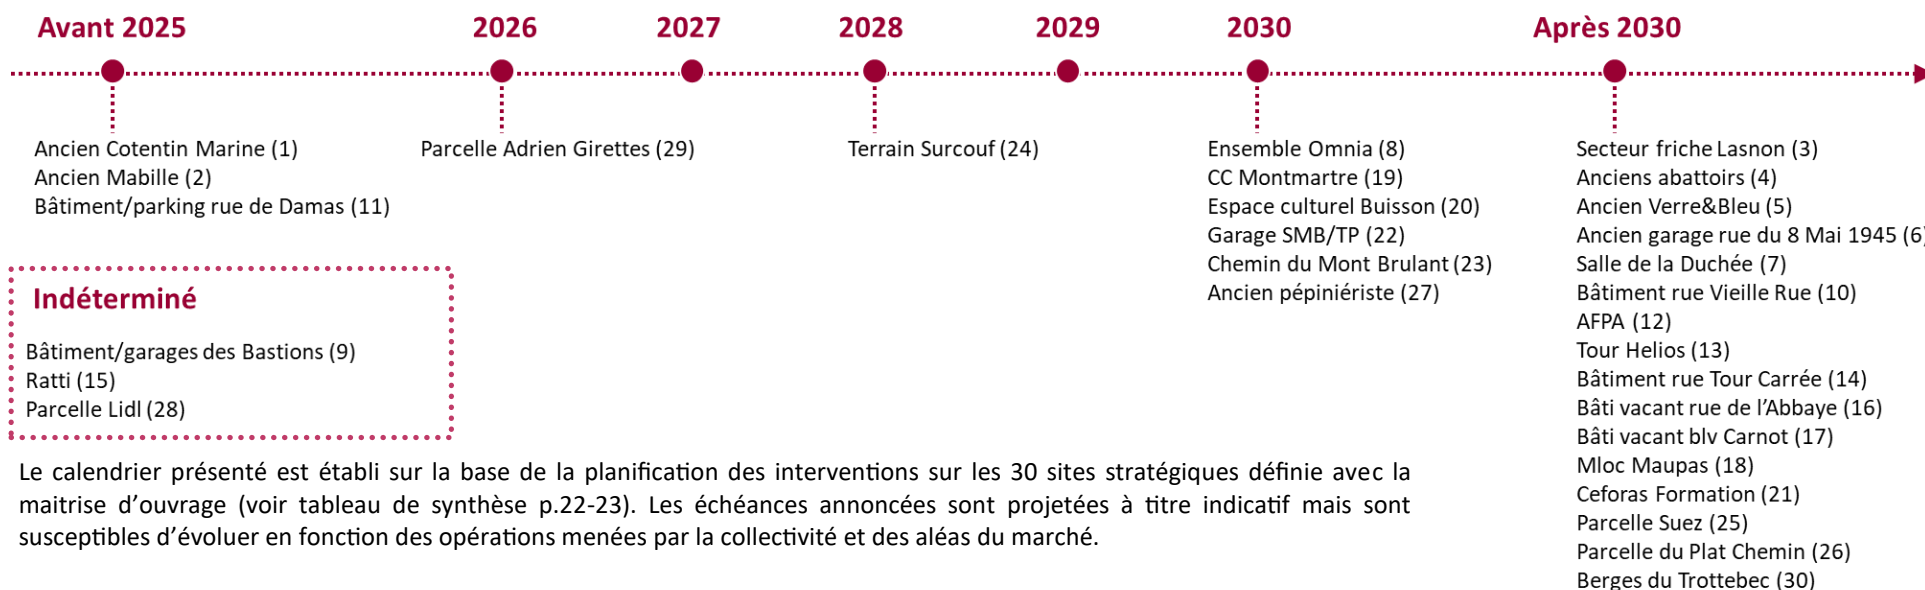 Avant 2025
2026
2027
2028
2029
2030
Après 2030
Ancien Cotentin Marine (1)
Ancien Mabille (2)
Bâtiment/parking rue de Damas (11)
Parcelle Adrien Girettes (29)
Terrain Surcouf (24)
Ensemble Omnia (8)
CC Montmartre (19)
Espace culturel Buisson (20)
Garage SMB/TP (22)
Chemin du Mont Brulant (23)
Ancien pépiniériste (27)
Secteur friche Lasnon (3)
Anciens abattoirs (4)
Ancien Verre&Bleu (5)
Ancien garage rue du 8 Mai 1945 (6)
Salle de la Duchée (7)
Bâtiment rue Vieille Rue (10)
AFPA (12)
Tour Helios (13)
Bâtiment rue Tour Carrée (14)
Bâti vacant rue de l’Abbaye (16)
Bâti vacant blv Carnot (17)
Mloc Maupas (18)
Ceforas Formation (21)
Parcelle Suez (25)
Parcelle du Plat Chemin (26)
Berges du Trottebec (30)
Indéterminé
Bâtiment/garages des Bastions (9)
Ratti (15)
Parcelle Lidl (28)
Le calendrier présenté est établi sur la base de la planification des interventions sur les 30 sites stratégiques définie avec la
maitrise d’ouvrage (voir tableau de synthèse p.22-23). Les échéances annoncées sont projetées à titre indicatif mais sont
susceptibles d’évoluer en fonction des opérations menées par la collectivité et des aléas du marché.